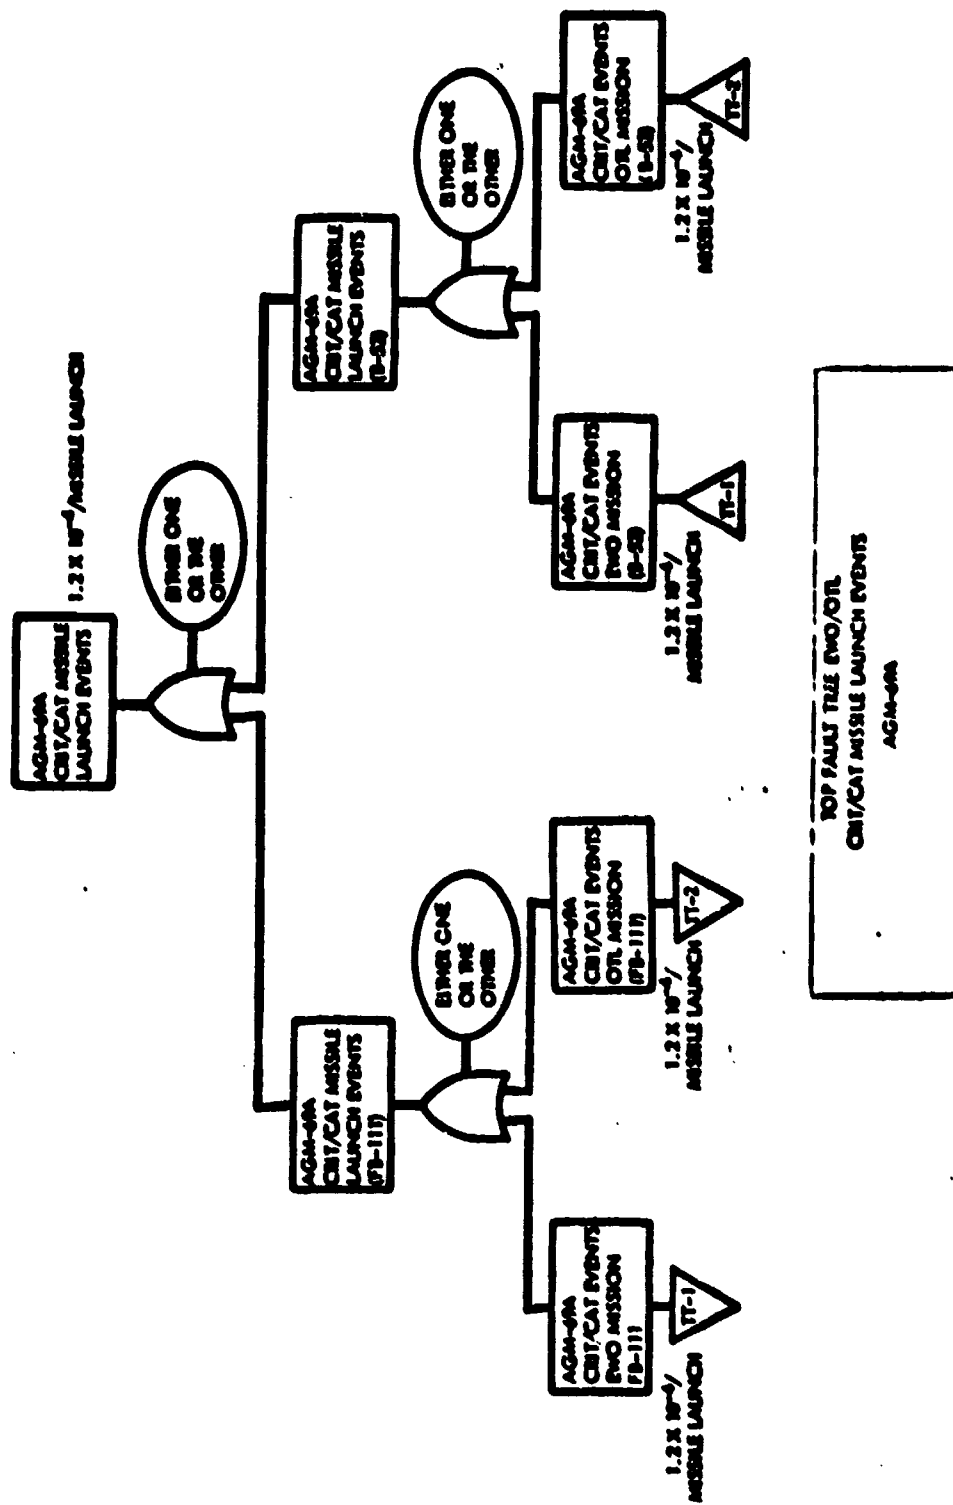 AGM-69A
CRIT/CAT MISSILE
LAUNCH EVENTS
1.2 X 10⁻⁶/MISSILE LAUNCH
EITHER ONE
OR THE
OTHER
AGM-69A
CRIT/CAT MISSILE
LAUNCH EVENTS
(FB-111)
AGM-69A
CRIT/CAT MISSILE
LAUNCH EVENTS
(B-52)
EITHER ONE
OR THE
OTHER
EITHER ONE
OR THE
OTHER
AGM-69A
CRIT/CAT EVENTS
EWO MISSION
FB-111
1.2 X 10⁻⁶/
MISSILE LAUNCH
TT-1
AGM-69A
CRIT/CAT EVENTS
OTL MISSION
(FB-111)
1.2 X 10⁻⁶/
MISSILE LAUNCH
TT-2
AGM-69A
CRIT/CAT EVENTS
EWO MISSION
(B-52)
1.2 X 10⁻⁶/
MISSILE LAUNCH
TT-1
AGM-69A
CRIT/CAT EVENTS
OTL MISSION
(B-52)
1.2 X 10⁻⁶/
MISSILE LAUNCH
TT-2
TOP FAULT TREE EWO/OTL
CRIT/CAT MISSILE LAUNCH EVENTS
AGM-69A